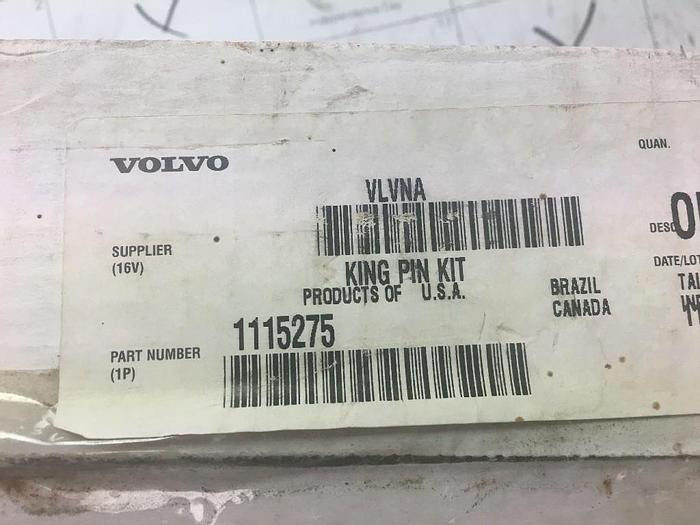 QUAN.
VOLVO
VLVNA
DESC
SUPPLIER
(16V)
KING PIN KIT
DATE/LOT
PRODUCTS OF U.S.A.
BRAZIL
CANADA
1115275
PART NUMBER
(1P)